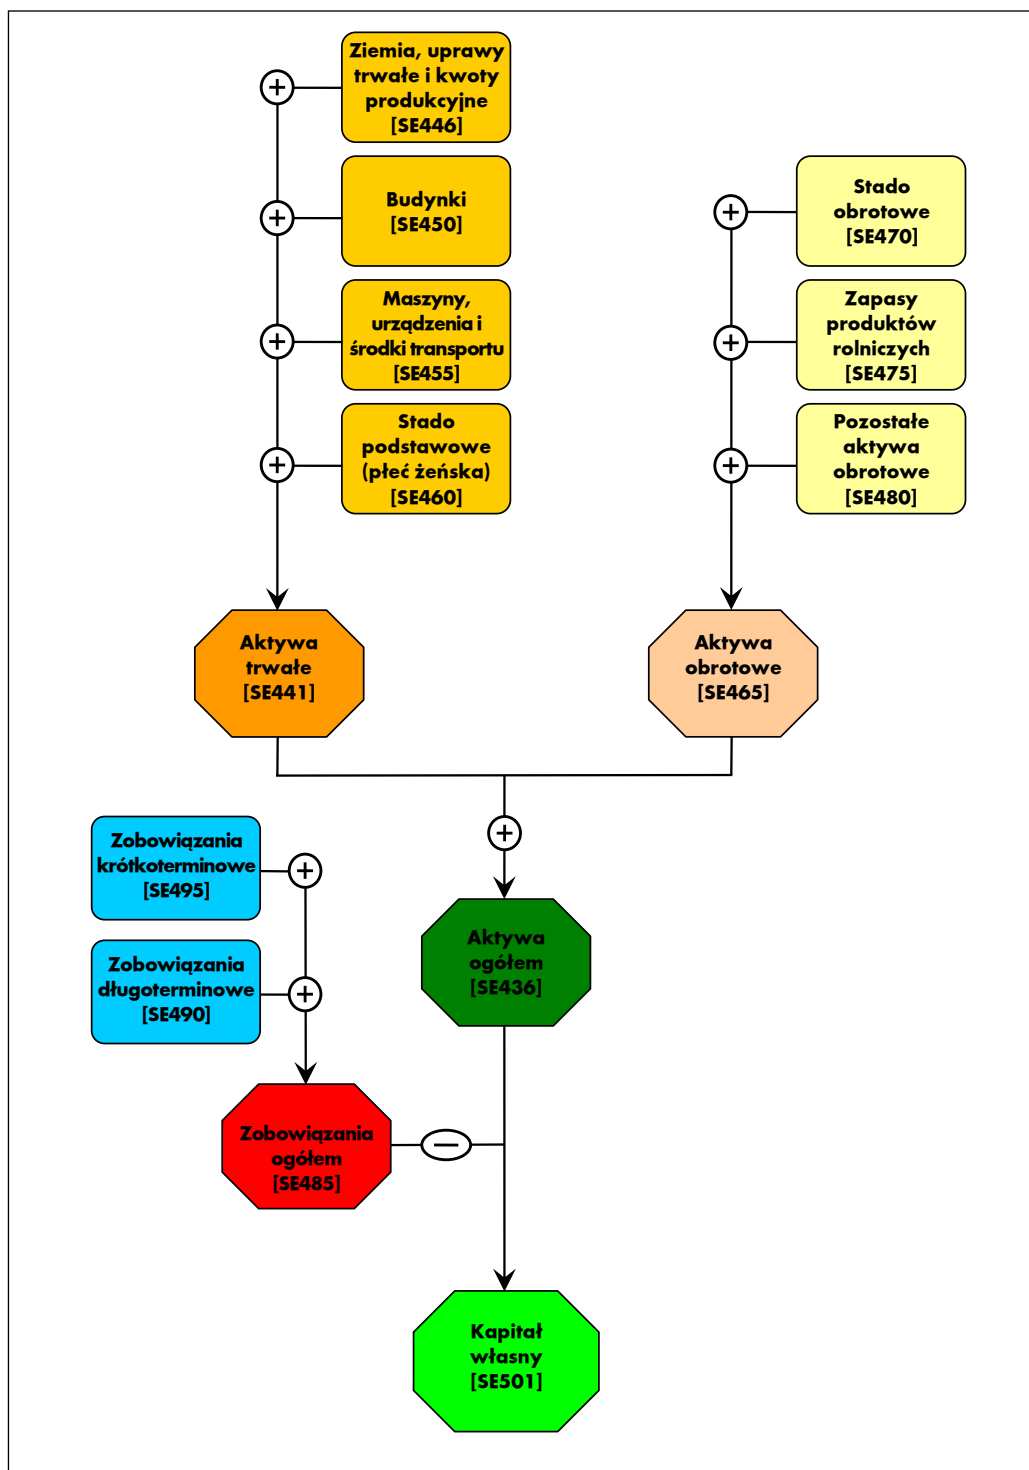 Ziemia, uprawy
trwałe i kwoty
produkcyjne
[SE446]
Budynki
[SE450]
Maszyny,
urządzenia i
środki transportu
[SE455]
Stado
podstawowe
(płeć żeńska)
[SE460]
Stado
obrotowe
[SE470]
Zapasy
produktów
rolniczych
[SE475]
Pozostałe
aktywa
obrotowe
[SE480]
Aktywa
trwałe
[SE441]
Aktywa
obrotowe
[SE465]
Zobowiązania
krótkoterminowe
[SE495]
Zobowiązania
długoterminowe
[SE490]
Aktywa
ogółem
[SE436]
Zobowiązania
ogółem
[SE485]
Kapitał
własny
[SE501]